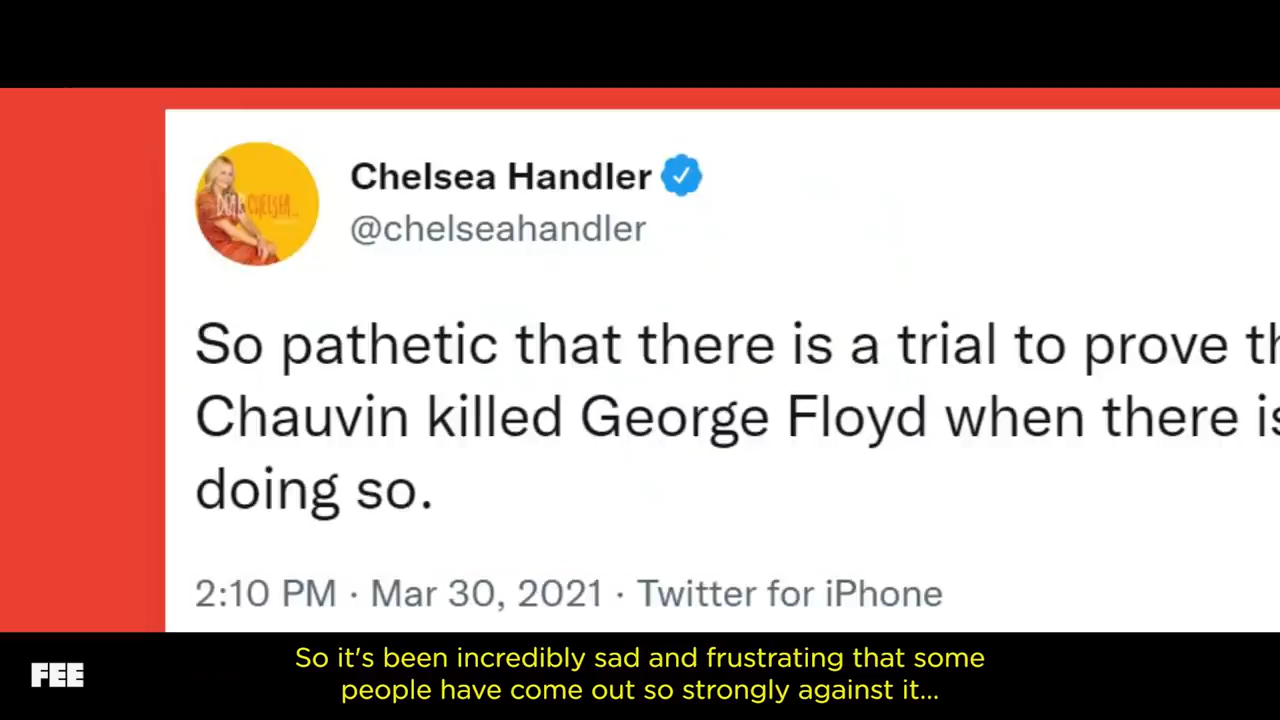 Chelsea Handler
@chelseahandler
So pathetic that there is a trial to prove
Chauvin killed George Floyd when there
doing so.
2:10 PM · Mar 30, 2021 · Twitter for iPhone
FEE
So it's been incredibly sad and frustrating that some
people have come out so strongly against it...